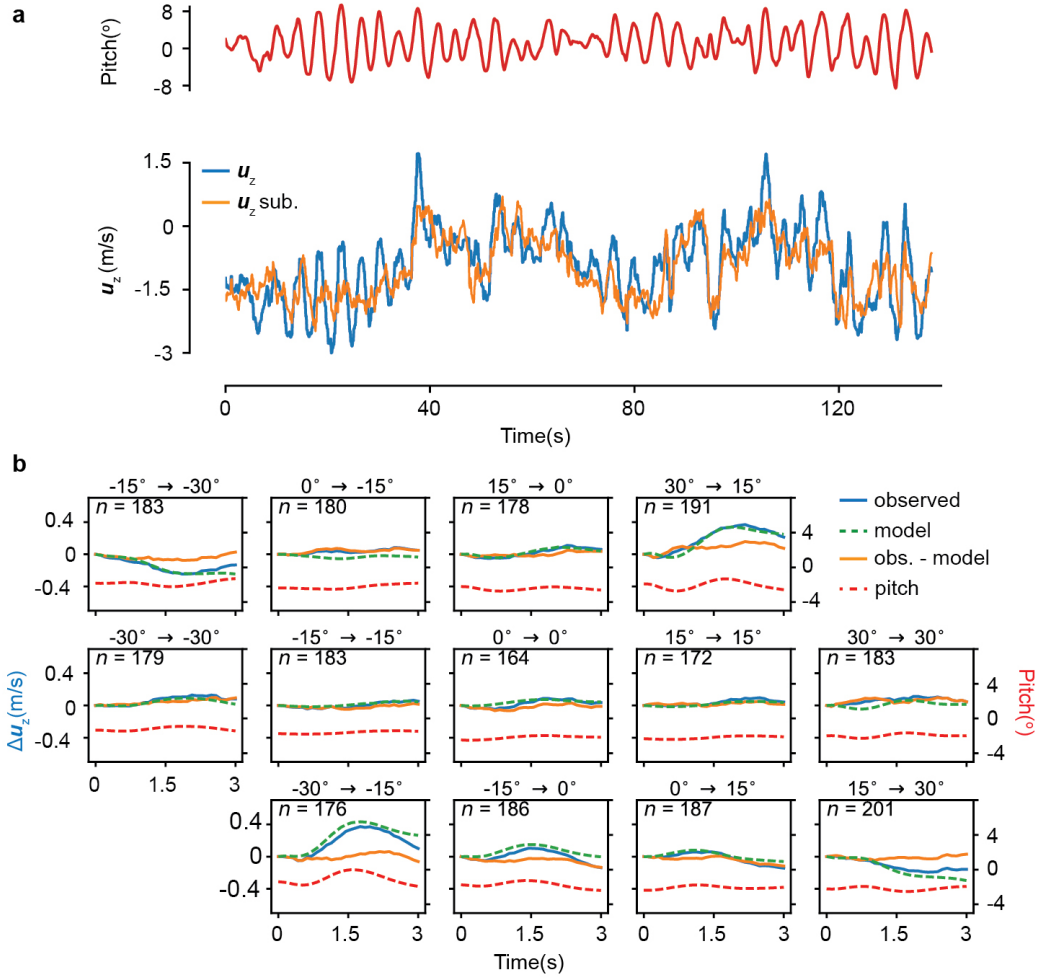 a
Pitch(°)
8
0
-8
1.5
0
-1.5
-3
u_z
u_z sub.
u_z (m/s)
0 40 80 120
Time(s)
b
-15° → -30° 0° → -15° 15° → 0° 30° → 15°
n = 183 n = 180 n = 178 n = 191
0.4
0
-0.4
4
0
-4
observed
model
obs. - model
pitch
-30° → -30° -15° → -15° 0° → 0° 15° → 15° 30° → 30°
n = 179 n = 183 n = 164 n = 172 n = 183
0.4
0
-0.4
4
0
-4
Δu_z(m/s)
Pitch(°)
0 1.5 3
-30° → -15° -15° → 0° 0° → 15° 15° → 30°
n = 176 n = 186 n = 187 n = 201
0.4
0
-0.4
4
0
-4
0 1.5 3 0 1.5 3 0 1.5 3 0 1.5 3
Time(s)